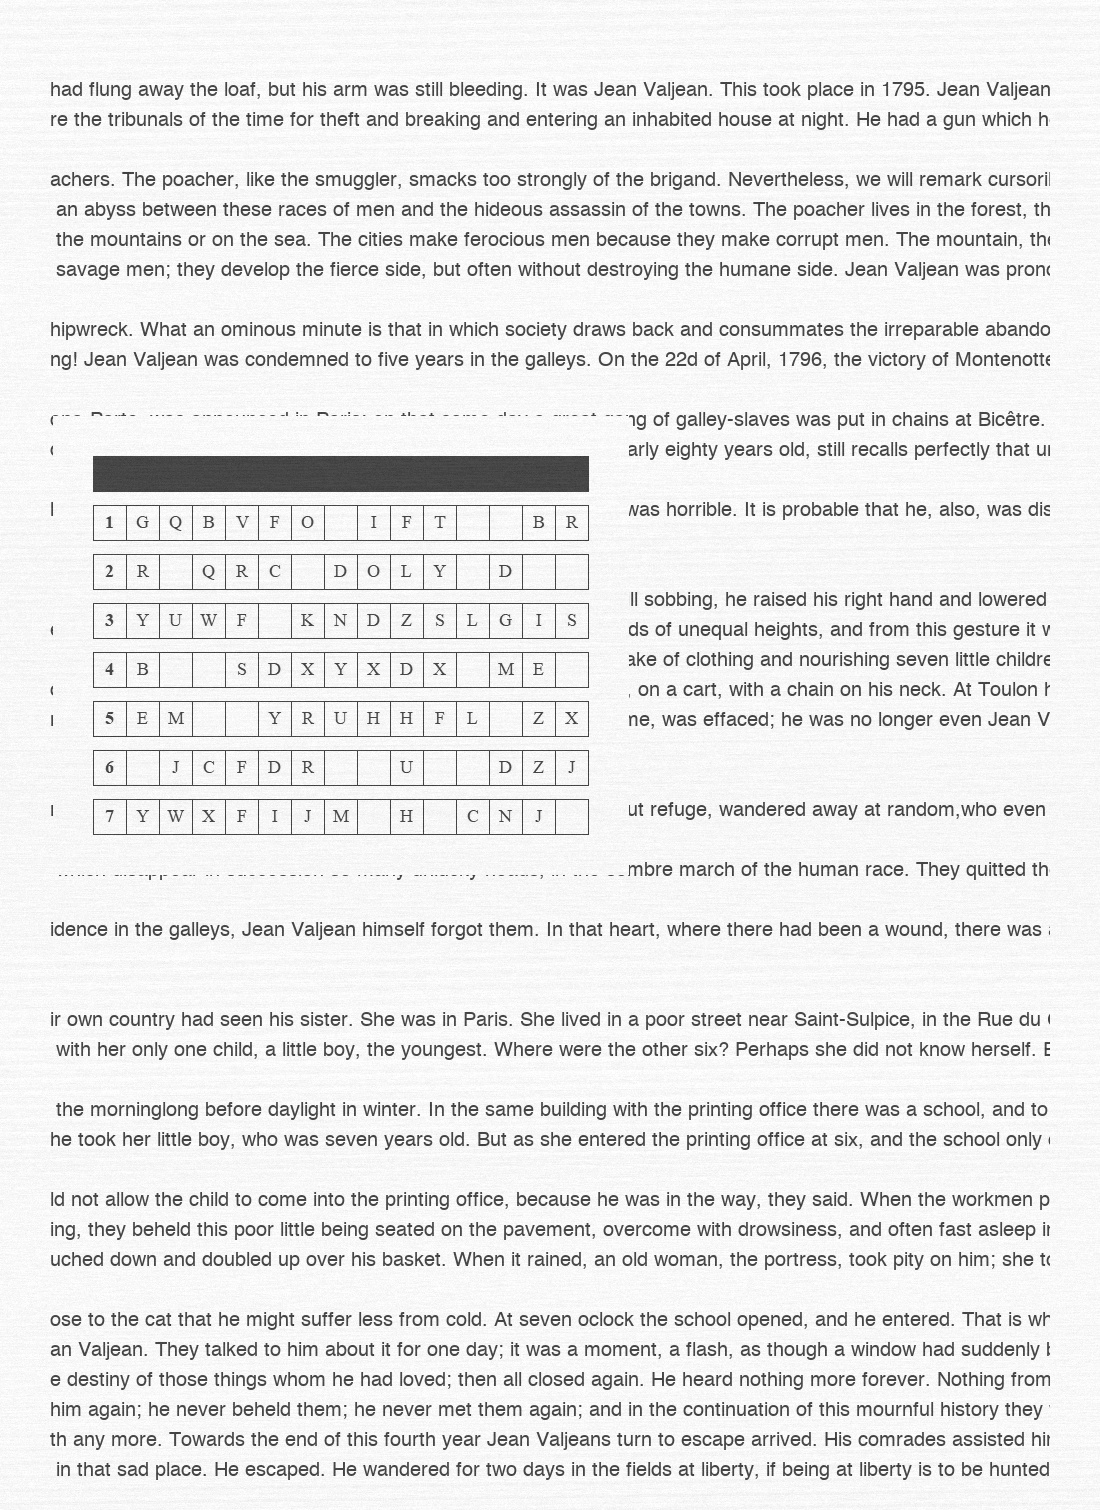 had flung away the loaf, but his arm was still bleeding. It was Jean Valjean. This took place in 1795. Jean Valjean
re the tribunals of the time for theft and breaking and entering an inhabited house at night. He had a gun which
achers. The poacher, like the smuggler, smacks too strongly of the brigand. Nevertheless, we will remark
an abyss between these races of men and the hideous assassin of the towns. The poacher lives in the forest,
the mountains or on the sea. The cities make ferocious men because they make corrupt men. The mountain,
savage men; they develop the fierce side, but often without destroying the humane side. Jean Valjean was
hipwreck. What an ominous minute is that in which society draws back and consummates the irreparable
ng! Jean Valjean was condemned to five years in the galleys. On the 22d of April, 1796, the victory of Montenotte
ng of galley-slaves was put in chains at Bicêtre.
arly eighty years old, still recalls perfectly that
was horrible. It is probable that he, also, was
ll sobbing, he raised his right hand and lowered
ds of unequal heights, and from this gesture it
ake of clothing and nourishing seven little
, on a cart, with a chain on his neck. At Toulon
me, was effaced; he was no longer even Jean
ut refuge, wandered away at random,who even
mbre march of the human race. They quitted
1 G Q B V F O I F T B R
2 R Q R C D O L Y D
3 Y U W F K N D Z S L G I S
4 B S D X Y X D X M E
5 E M Y R U H H F L Z X
6 J C F D R U D Z J
7 Y W X F I J M H C N J
idence in the galleys, Jean Valjean himself forgot them. In that heart, where there had been a wound, there was
ir own country had seen his sister. She was in Paris. She lived in a poor street near Saint-Sulpice, in the Rue du
with her only one child, a little boy, the youngest. Where were the other six? Perhaps she did not know herself.
the morninglong before daylight in winter. In the same building with the printing office there was a school, and to
he took her little boy, who was seven years old. But as she entered the printing office at six, and the school only
ld not allow the child to come into the printing office, because he was in the way, they said. When the workmen
ing, they beheld this poor little being seated on the pavement, overcome with drowsiness, and often fast asleep
uched down and doubled up over his basket. When it rained, an old woman, the portress, took pity on him; she
ose to the cat that he might suffer less from cold. At seven oclock the school opened, and he entered. That is
an Valjean. They talked to him about it for one day; it was a moment, a flash, as though a window had suddenly
e destiny of those things whom he had loved; then all closed again. He heard nothing more forever. Nothing from
him again; he never beheld them; he never met them again; and in the continuation of this mournful history they
th any more. Towards the end of this fourth year Jean Valjeans turn to escape arrived. His comrades assisted
in that sad place. He escaped. He wandered for two days in the fields at liberty, if being at liberty is to be hunted